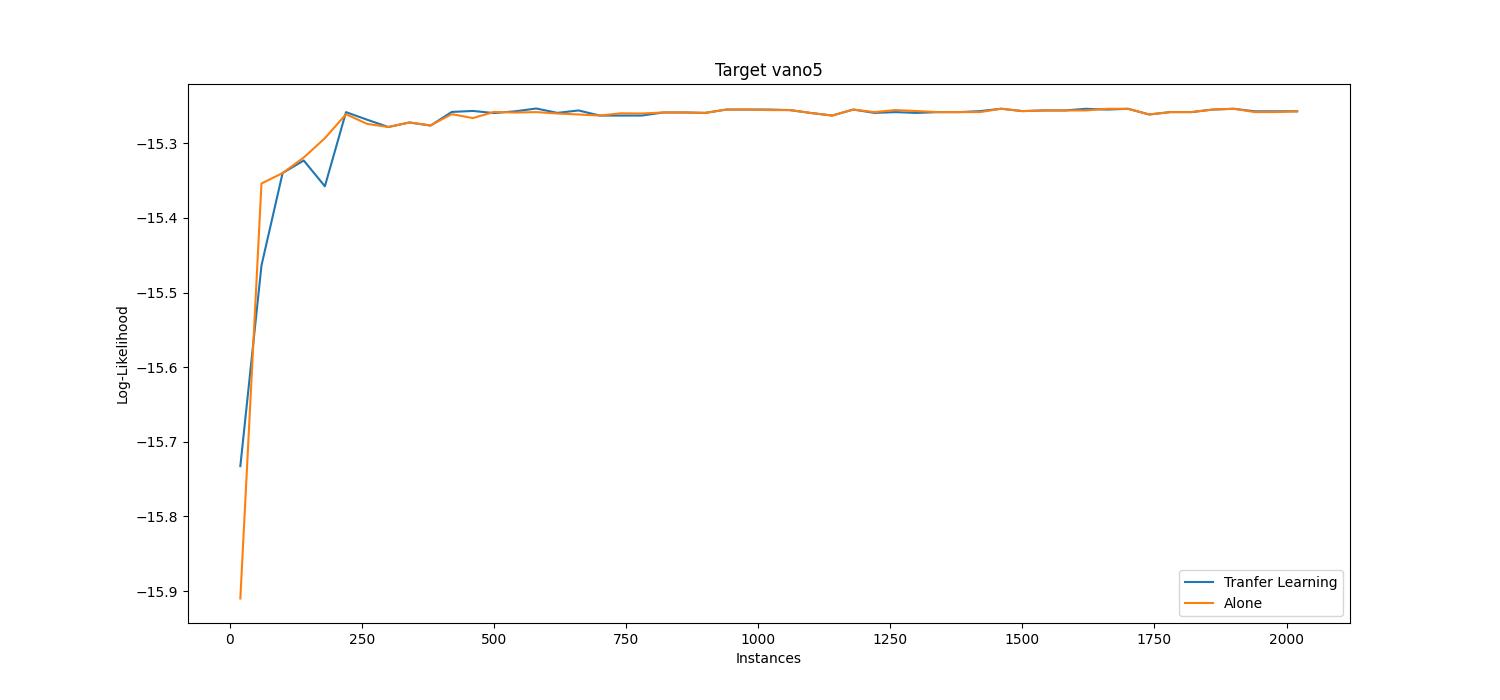 Target vano5
−15.3
−15.4
−15.5
−15.6
−15.7
−15.8
−15.9
Log-Likelihood
0 250 500 750 1000 1250 1500 1750 2000
Instances
Tranfer Learning
Alone